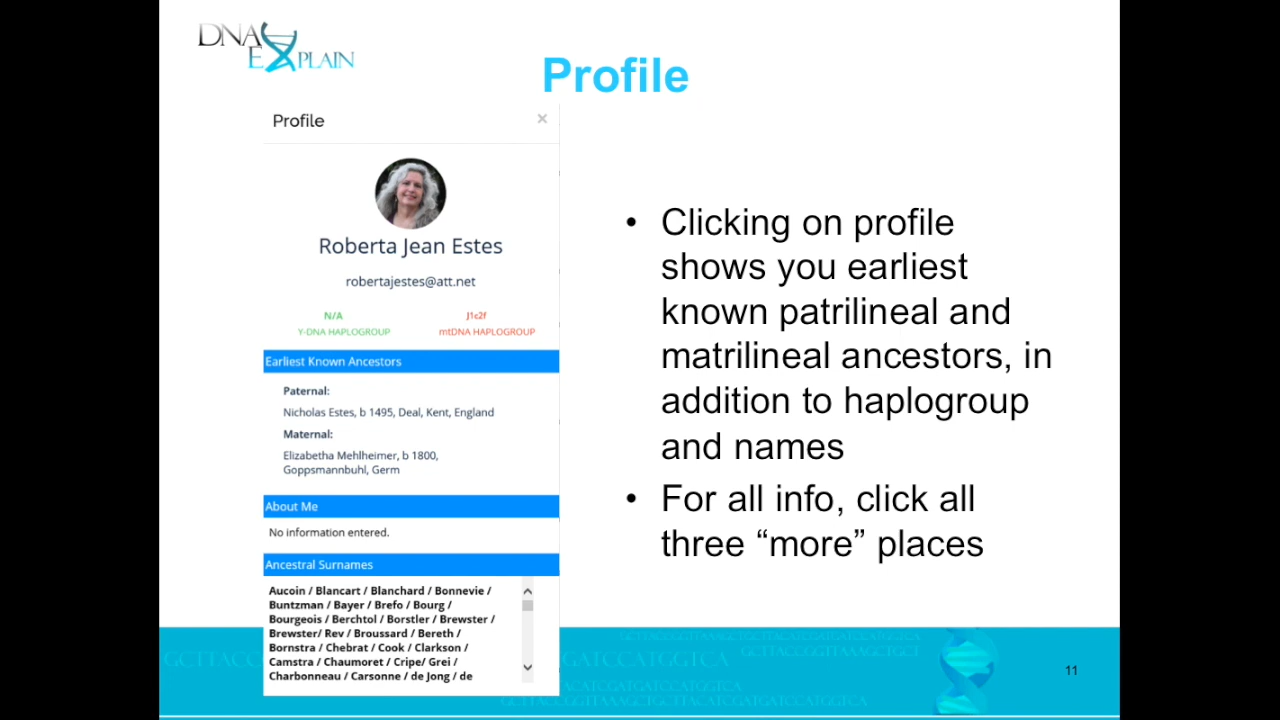 DNA
EXPLAIN
Profile
Profile
×
Roberta Jean Estes
robertajestes@att.net
N/A
Y-DNA HAPLOGROUP
J1c2f
mtDNA HAPLOGROUP
Earliest Known Ancestors
Paternal:
Nicholas Estes, b 1495, Deal, Kent, England
Maternal:
Elizabetha Mehlheimer, b 1800,
Goppsmannbuhl, Germ
About Me
No information entered.
Ancestral Surnames
Aucoin / Blancart / Blanchard / Bonnevie /
Buntzman / Bayer / Brefo / Bourg /
Bourgeois / Berchtol / Borstler / Brewster /
Brewster/ Rev / Broussard / Bereth /
Bornstra / Chebrat / Cook / Clarkson /
Camstra / Chaumoret / Cripe/ Grei /
Charbonneau / Carsonne / de Jong / de
• Clicking on profile
shows you earliest
known patrilineal and
matrilineal ancestors, in
addition to haplogroup
and names
• For all info, click all
three “more” places
11